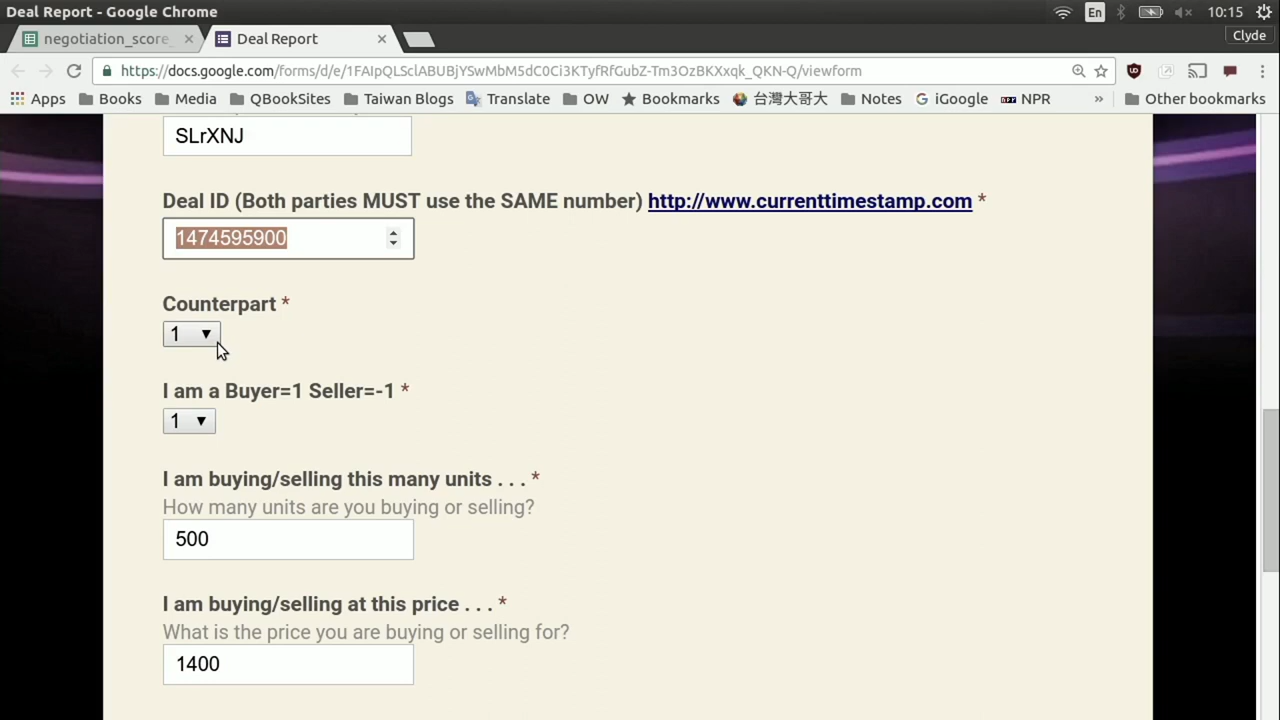 Deal Report - Google Chrome
En
10:15
negotiation_score
Deal Report
Clyde
https://docs.google.com/forms/d/e/1FAIpQLSclABUBjYSwMbM5dC0Ci3KTyfRfGubZ-Tm3OzBKXxqk_QKN-Q/viewform
Apps
Books
Media
QBookSites
Taiwan Blogs
Translate
OW
Bookmarks
台灣大哥大
Notes
iGoogle
NPR
»
Other bookmarks
SLrXNJ
Deal ID (Both parties MUST use the SAME number) http://www.currenttimestamp.com *
1474595900
Counterpart *
1
I am a Buyer=1 Seller=-1 *
1
I am buying/selling this many units . . . *
How many units are you buying or selling?
500
I am buying/selling at this price . . . *
What is the price you are buying or selling for?
1400